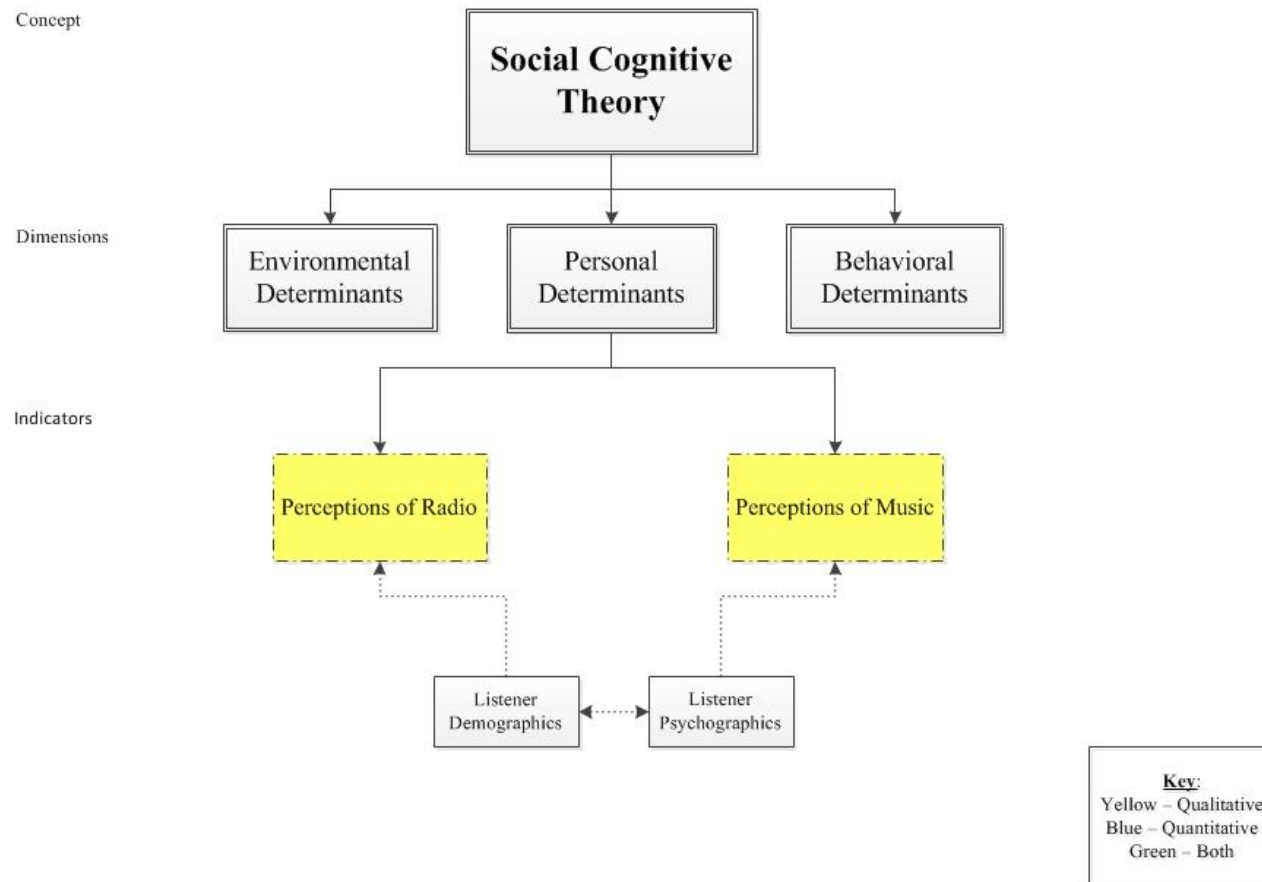 Concept
Social Cognitive
Theory
Dimensions
Environmental
Determinants
Personal
Determinants
Behavioral
Determinants
Indicators
Perceptions of Radio
Perceptions of Music
Listener
Demographics
Listener
Psychographics
Key:
Yellow – Qualitative
Blue – Quantitative
Green – Both